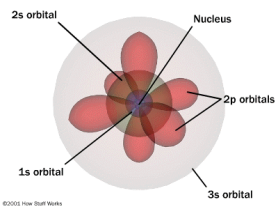 2s orbital
Nucleus
2p orbitals
1s orbital
3s orbital
©2001 How Stuff Works